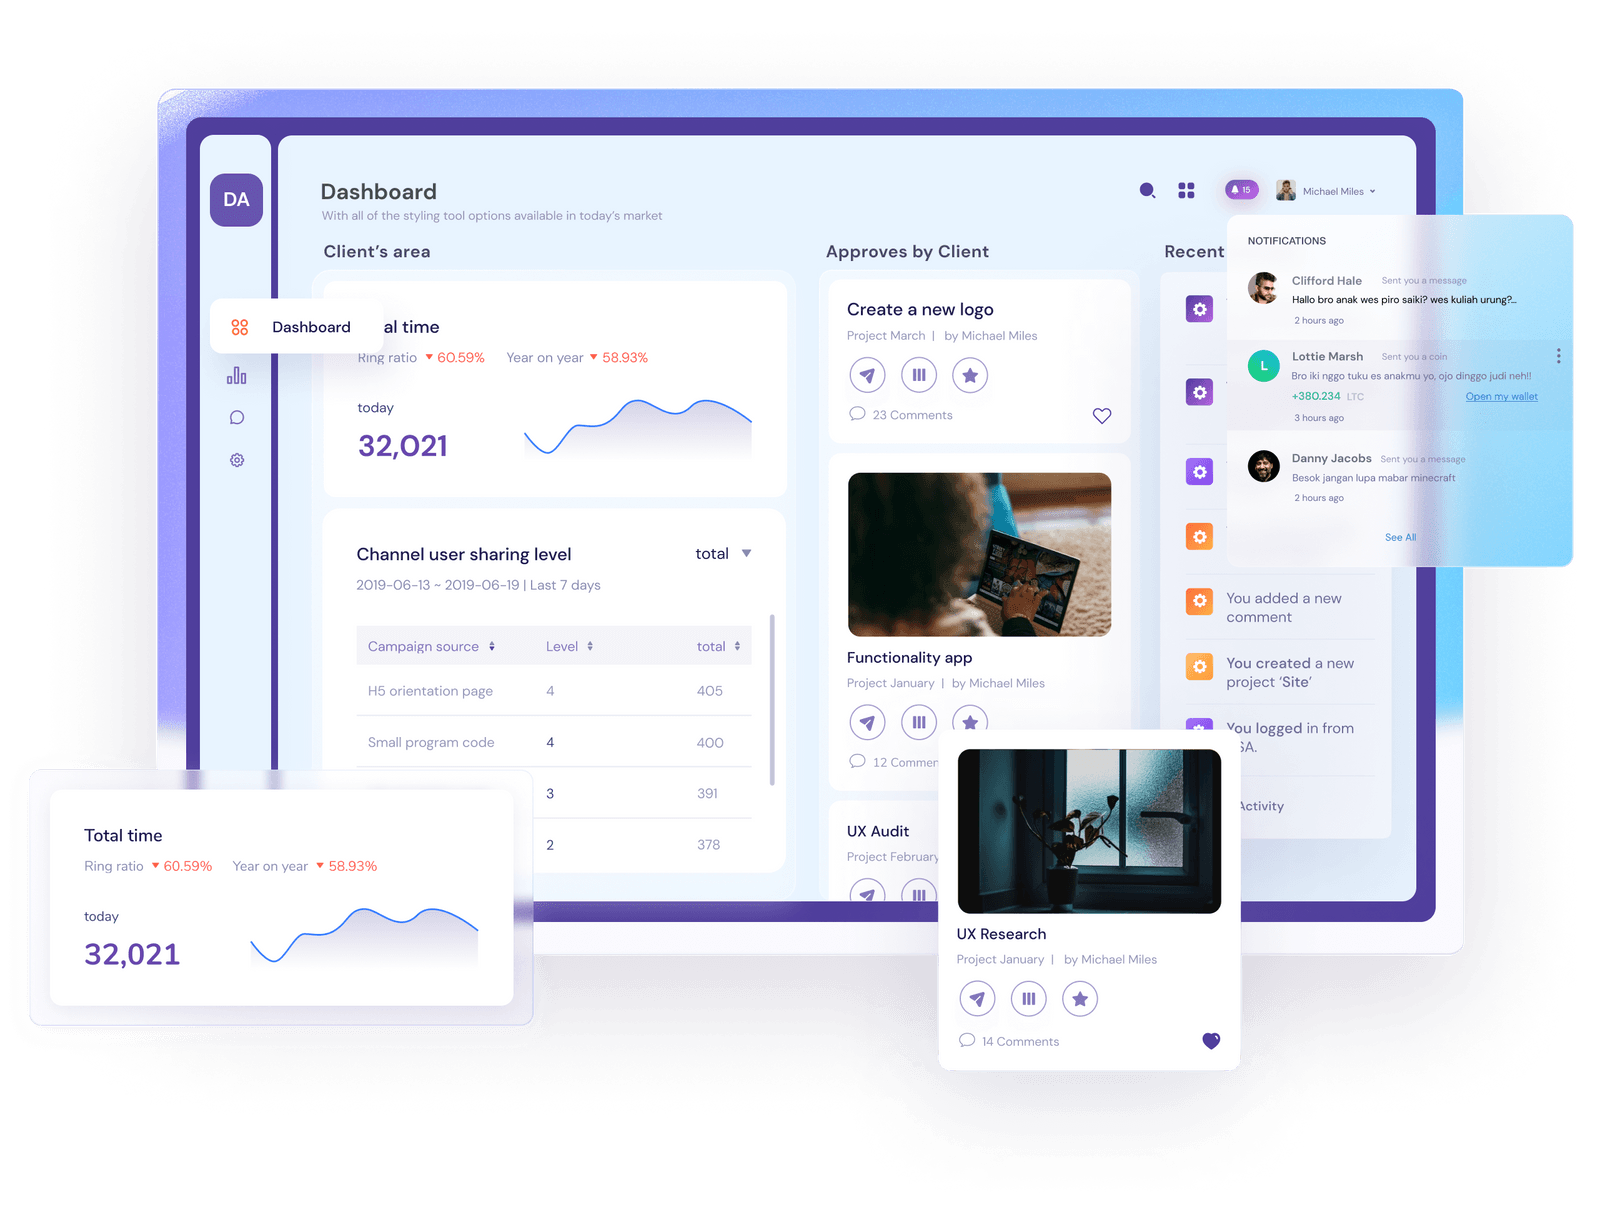 DA
Dashboard
With all of the styling tool options available in today's market
15
Michael Miles
Dashboard
Client's area
al time
Ring ratio 60.59% Year on year 58.93%
today
32,021
Channel user sharing level
total
2019-06-13 ~ 2019-06-19 | Last 7 days
Campaign source Level total
H5 orientation page 4 405
Small program code 4 400
3 391
2 378
Total time
Ring ratio 60.59% Year on year 58.93%
today
32,021
Approves by Client
Create a new logo
Project March | by Michael Miles
23 Comments
Functionality app
Project January | by Michael Miles
12 Commen
UX Audit
Project February
UX Research
Project January | by Michael Miles
14 Comments
Recent
You added a new
comment
You created a new
project ‘Site’
You logged in from
SA.
Activity
NOTIFICATIONS
Clifford Hale Sent you a message
Hallo bro anak wes piro saiki? wes kuliah urung?...
2 hours ago
L
Lottie Marsh Sent you a coin
Bro iki nggo tuku es anakmu yo, ojo dinggo judi neh!!
+380.234 LTC Open my wallet
3 hours ago
Danny Jacobs Sent you a message
Besok jangan lupa mabar minecraft
2 hours ago
See All